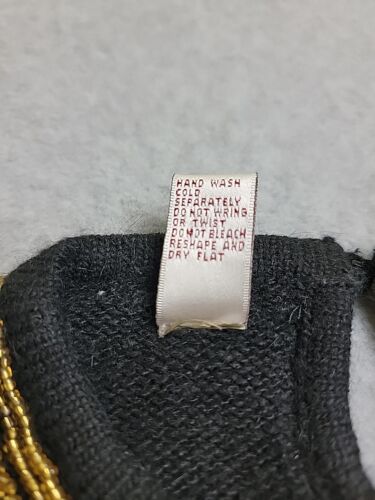 HAND WASH
COLD
SEPARATELY
DO NOT WRING
OR TWIST
DO NOT BLEACH
RESHAPE AND
DRY FLAT